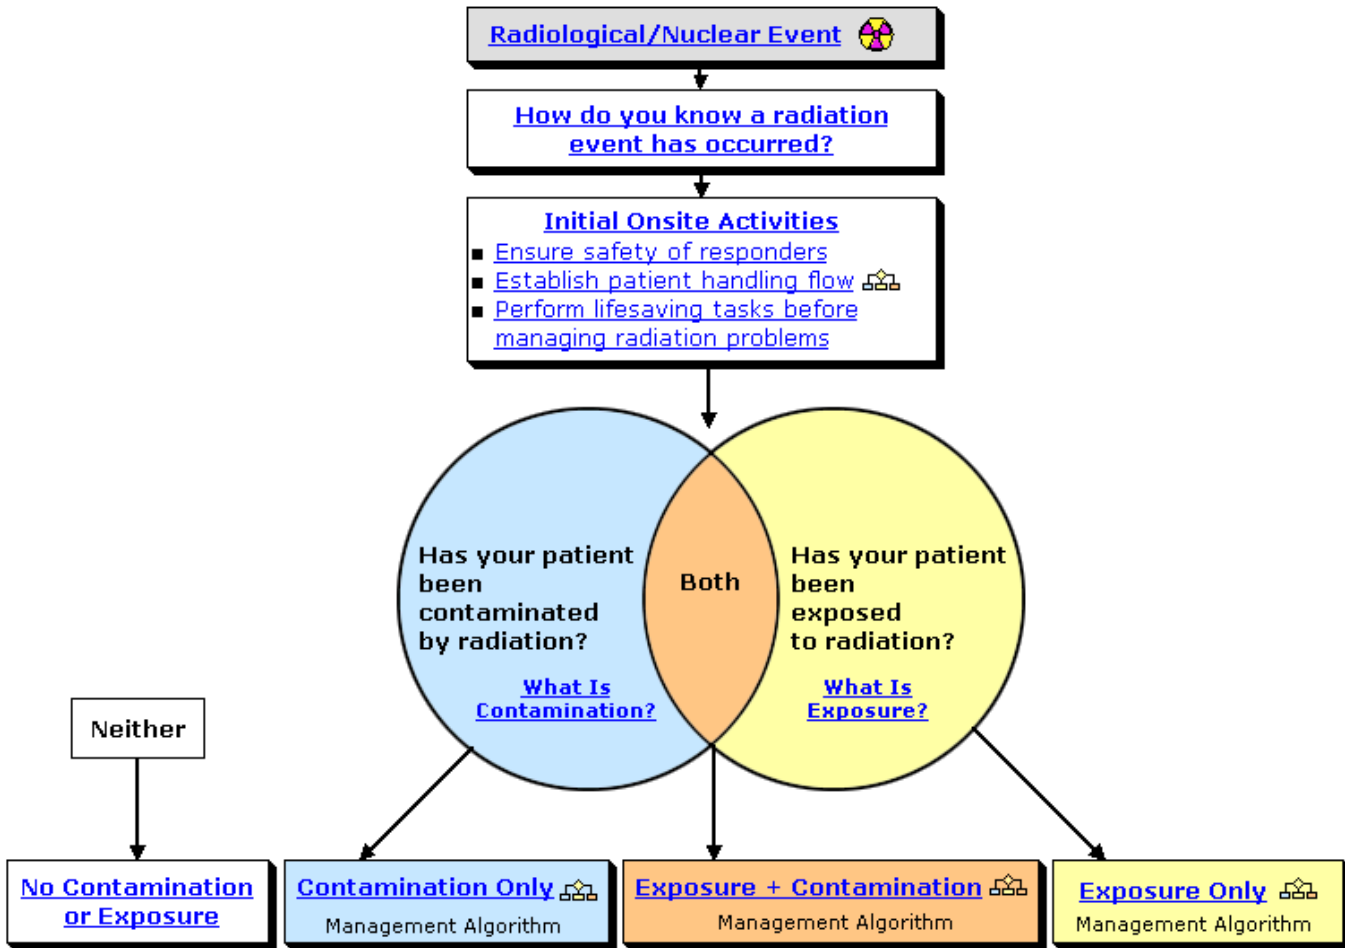 Radiological/Nuclear Event
How do you know a radiation
event has occurred?
Initial Onsite Activities
Ensure safety of responders
Establish patient handling flow
Perform lifesaving tasks before
managing radiation problems
Has your patient
been
contaminated
by radiation?
What Is
Contamination?
Both
Has your patient
been
exposed
to radiation?
What Is
Exposure?
Neither
No Contamination
or Exposure
Contamination Only
Management Algorithm
Exposure + Contamination
Management Algorithm
Exposure Only
Management Algorithm